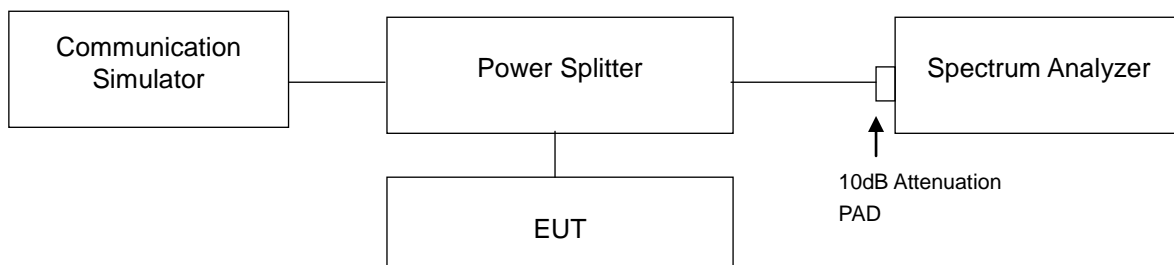 Communication
Simulator
Power Splitter
Spectrum Analyzer
10dB Attenuation
PAD
EUT